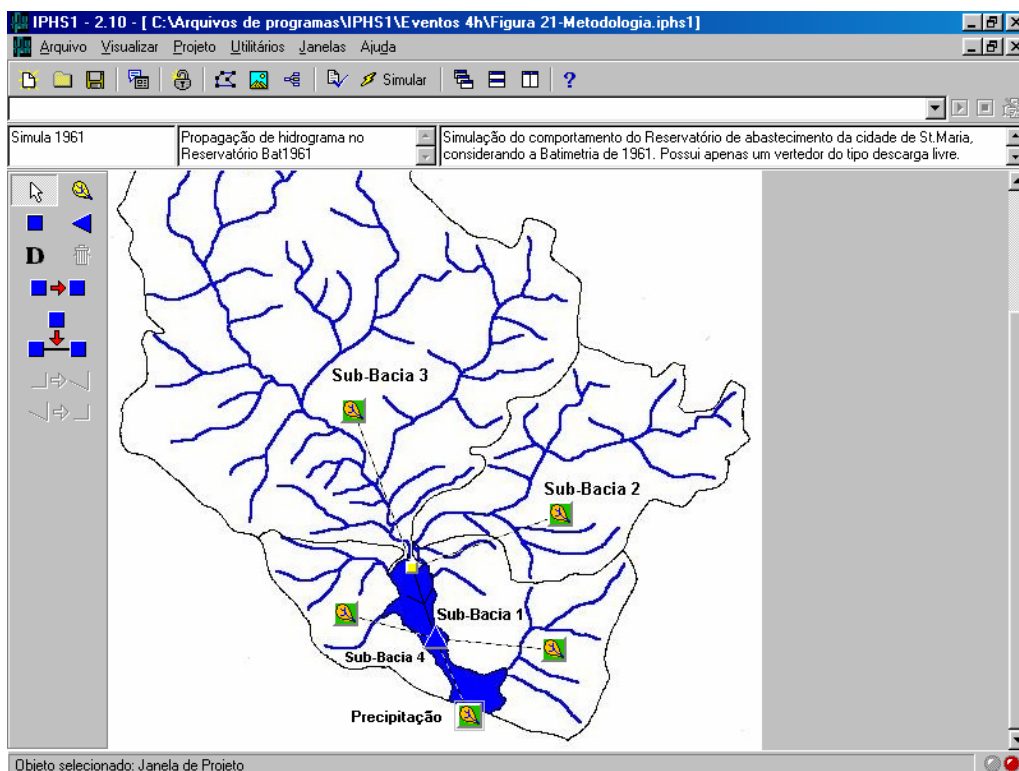 IPHS1 - 2.10 - [ C:\Arquivos de programas\IPHS1\Eventos 4h\Figura 21-Metodologia.iphs1]
Arquivo Visualizar Projeto Utilitários Janelas Ajuda
Simular ?
Simula 1961
Propagação de hidrograma no
Reservatório Bat1961
Simulação do comportamento do Reservatório de abastecimento da cidade de St.Maria,
considerando a Batimetria de 1961. Possui apenas um vertedor do tipo descarga livre.
D
Sub-Bacia 3
Sub-Bacia 2
Sub-Bacia 1
Sub-Bacia 4
Precipitação
Objeto selecionado: Janela de Projeto